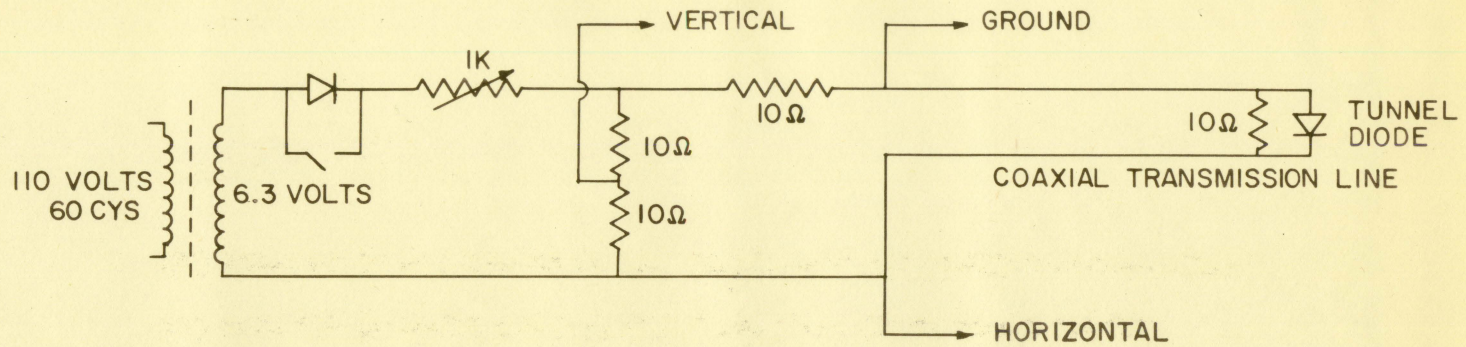 VERTICAL
GROUND
1K
10Ω
10Ω
10Ω
10Ω
TUNNEL
DIODE
110 VOLTS
60 CYS
6.3 VOLTS
COAXIAL TRANSMISSION LINE
HORIZONTAL